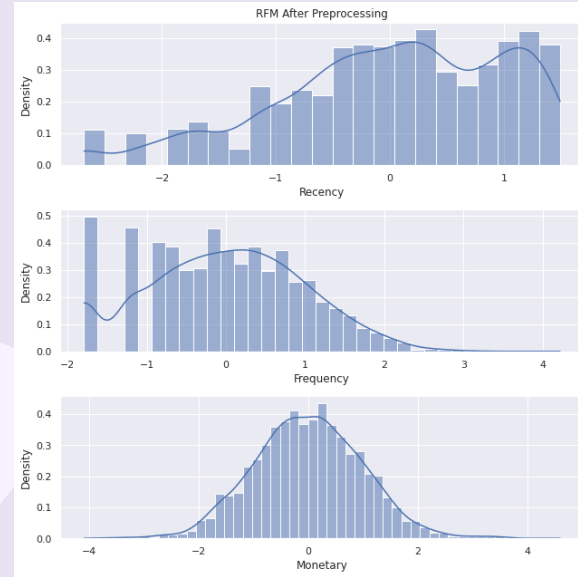 RFM After Preprocessing
0.4
0.3
0.2
0.1
0.0
Density
−2 −1 0 1
Recency
0.5
0.4
0.3
0.2
0.1
0.0
Density
−2 −1 0 1 2 3 4
Frequency
0.4
0.3
0.2
0.1
0.0
Density
−4 −2 0 2 4
Monetary